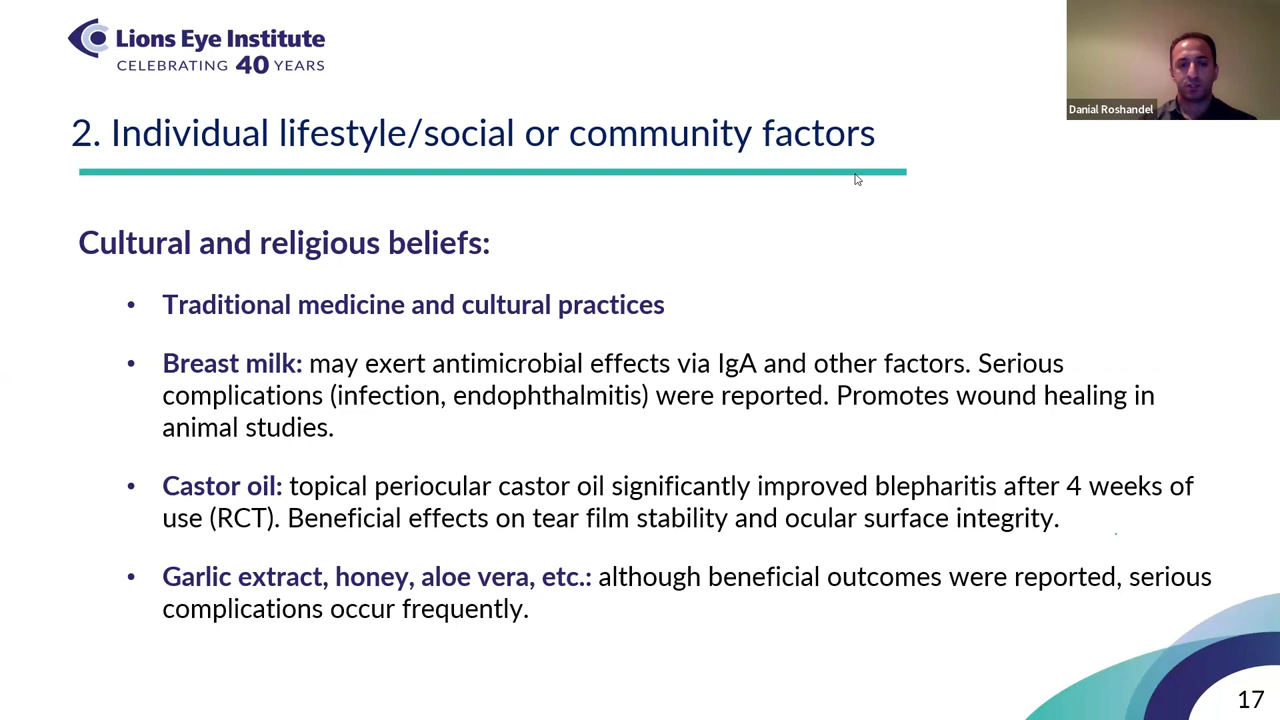 Lions Eye Institute
CELEBRATING 40 YEARS
Danial Roshandel
2. Individual lifestyle/social or community factors
Cultural and religious beliefs:
• Traditional medicine and cultural practices
• Breast milk: may exert antimicrobial effects via IgA and other factors. Serious
complications (infection, endophthalmitis) were reported. Promotes wound healing in
animal studies.
• Castor oil: topical periocular castor oil significantly improved blepharitis after 4 weeks of
use (RCT). Beneficial effects on tear film stability and ocular surface integrity.
• Garlic extract, honey, aloe vera, etc.: although beneficial outcomes were reported, serious
complications occur frequently.
17